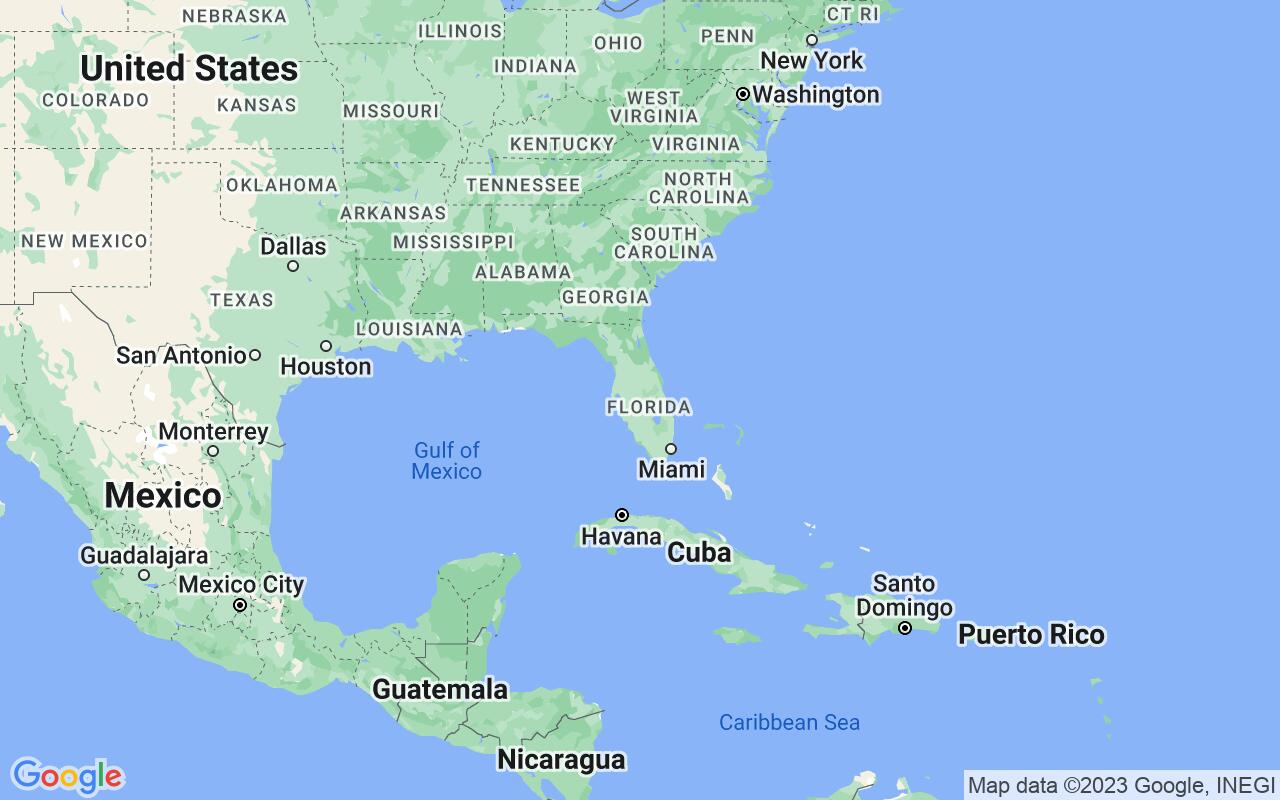 NEBRASKA
ILLINOIS
OHIO
PENN
CT RI
United States
INDIANA
New York
COLORADO
KANSAS
MISSOURI
WEST
VIRGINIA
Washington
KENTUCKY
VIRGINIA
OKLAHOMA
TENNESSEE
NORTH
CAROLINA
ARKANSAS
NEW MEXICO
Dallas
MISSISSIPPI
SOUTH
CAROLINA
ALABAMA
TEXAS
GEORGIA
LOUISIANA
San Antonio
Houston
FLORIDA
Monterrey
Gulf of
Mexico
Miami
Mexico
Havana
Cuba
Guadalajara
Mexico City
Santo
Domingo
Puerto Rico
Guatemala
Caribbean Sea
Nicaragua
Google
Map data ©2023 Google, INEGI